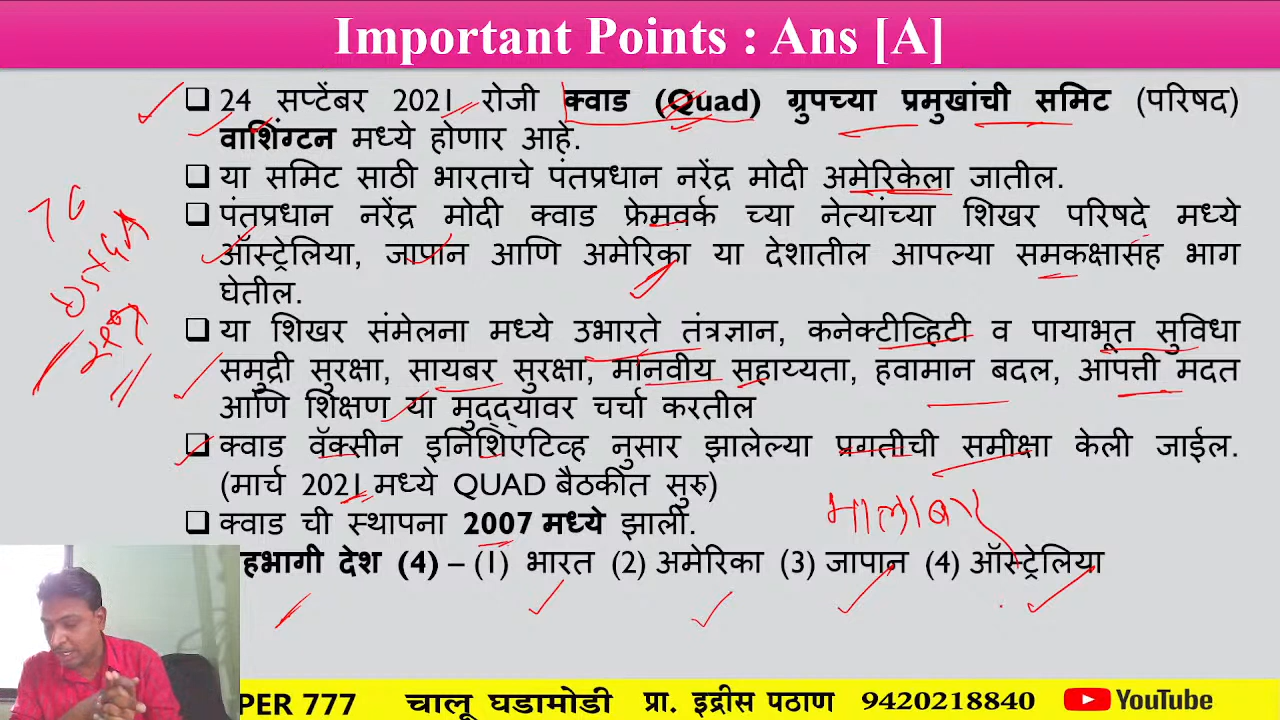 Important Points : Ans [A]
24 सप्टेंबर 2021 रोजी क्वाड (Quad) ग्रुपच्या प्रमुखांची समिट (परिषद)
वाशिंग्टन मध्ये होणार आहे.
या समिट साठी भारताचे पंतप्रधान नरेंद्र मोदी अमेरिकेला जातील.
पंतप्रधान नरेंद्र मोदी क्वाड फ्रेमवर्क च्या नेत्यांच्या शिखर परिषदे मध्ये
ऑस्ट्रेलिया, जापान आणि अमेरिका या देशातील आपल्या समकक्षासंह भाग
घेतील.
या शिखर संमेलना मध्ये उभारते तंत्रज्ञान, कनेक्टीव्हिटी व पायाभूत सुविधा
समुद्री सुरक्षा, सायबर सुरक्षा, मानवीय सहाय्यता, हवामान बदल, आपत्ती मदत
आणि शिक्षण या मुद्द्यावर चर्चा करतील
क्वाड वॅक्सीन इनिशिएटिव्ह नुसार झालेल्या प्रगतीची समीक्षा केली जाईल.
(मार्च 2021 मध्ये QUAD बैठकीत सुरु)
मालाबार
क्वाड ची स्थापना 2007 मध्ये झाली.
हभागी देश (4) – (1) भारत (2) अमेरिका (3) जापान (4) ऑस्ट्रेलिया
76
PER 777 चालू घडामोडी प्रा. इद्रीस पठाण 9420218840 YouTube